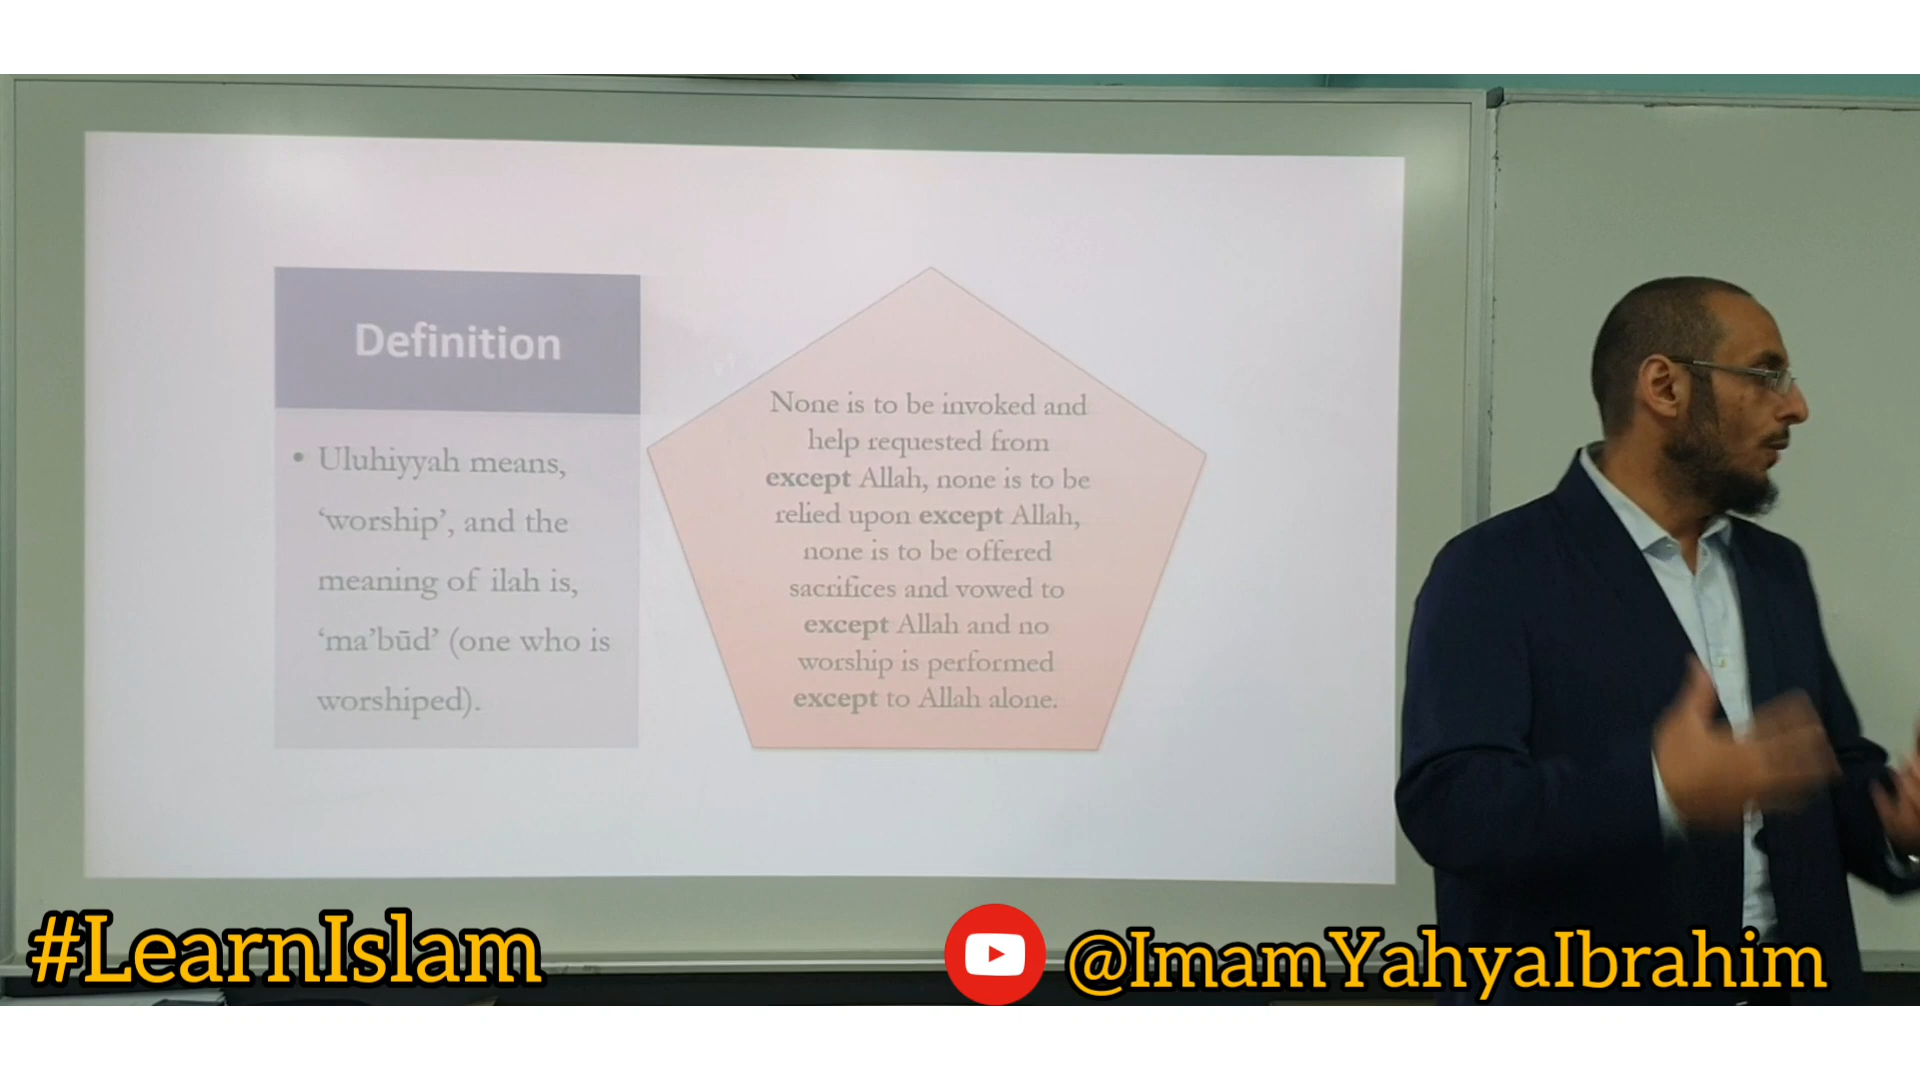 Definition
• Uluhiyyah means,
‘worship’, and the
meaning of ilah is,
‘ma’būd’ (one who is
worshiped).
None is to be invoked and
help requested from
except Allah, none is to be
relied upon except Allah,
none is to be offered
sacrifices and vowed to
except Allah and no
worship is performed
except to Allah alone.
#LearnIslam
@ImamYahyaIbrahim